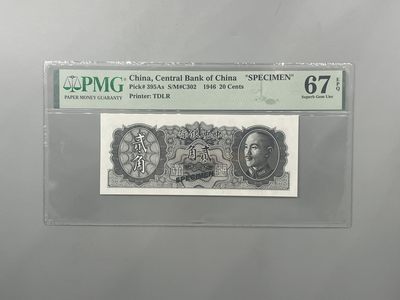 PMG
PAPER MONEY GUARANTY
China, Central Bank of China "SPECIMEN"
Pick# 395As S/M#C302 1946 20 Cents
Printer: TDLR
67 EPQ
Superb Gem Unc
行銀央中
貳角
角貳
SPECIMEN